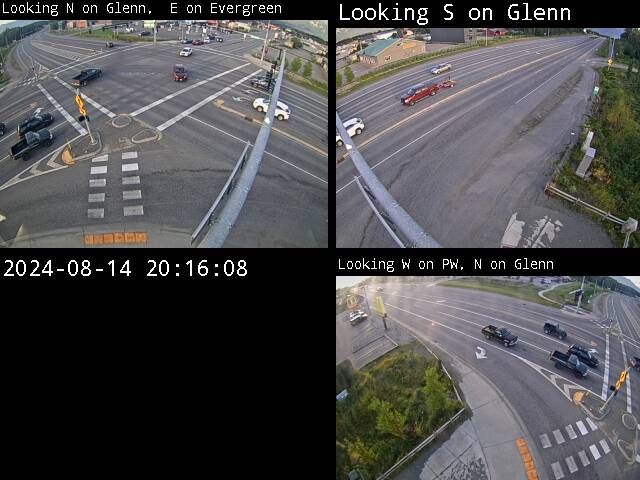 Looking N on Glenn, E on Evergreen
Looking S on Glenn
2024-08-14 20:16:08
Looking W on PW, N on Glenn